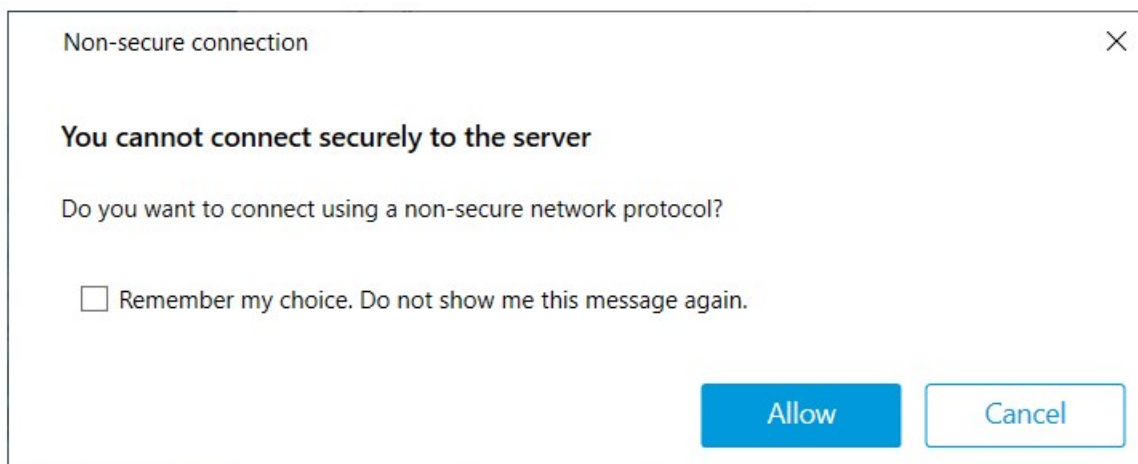 Non-secure connection
You cannot connect securely to the server
Do you want to connect using a non-secure network protocol?
Remember my choice. Do not show me this message again.
Allow
Cancel